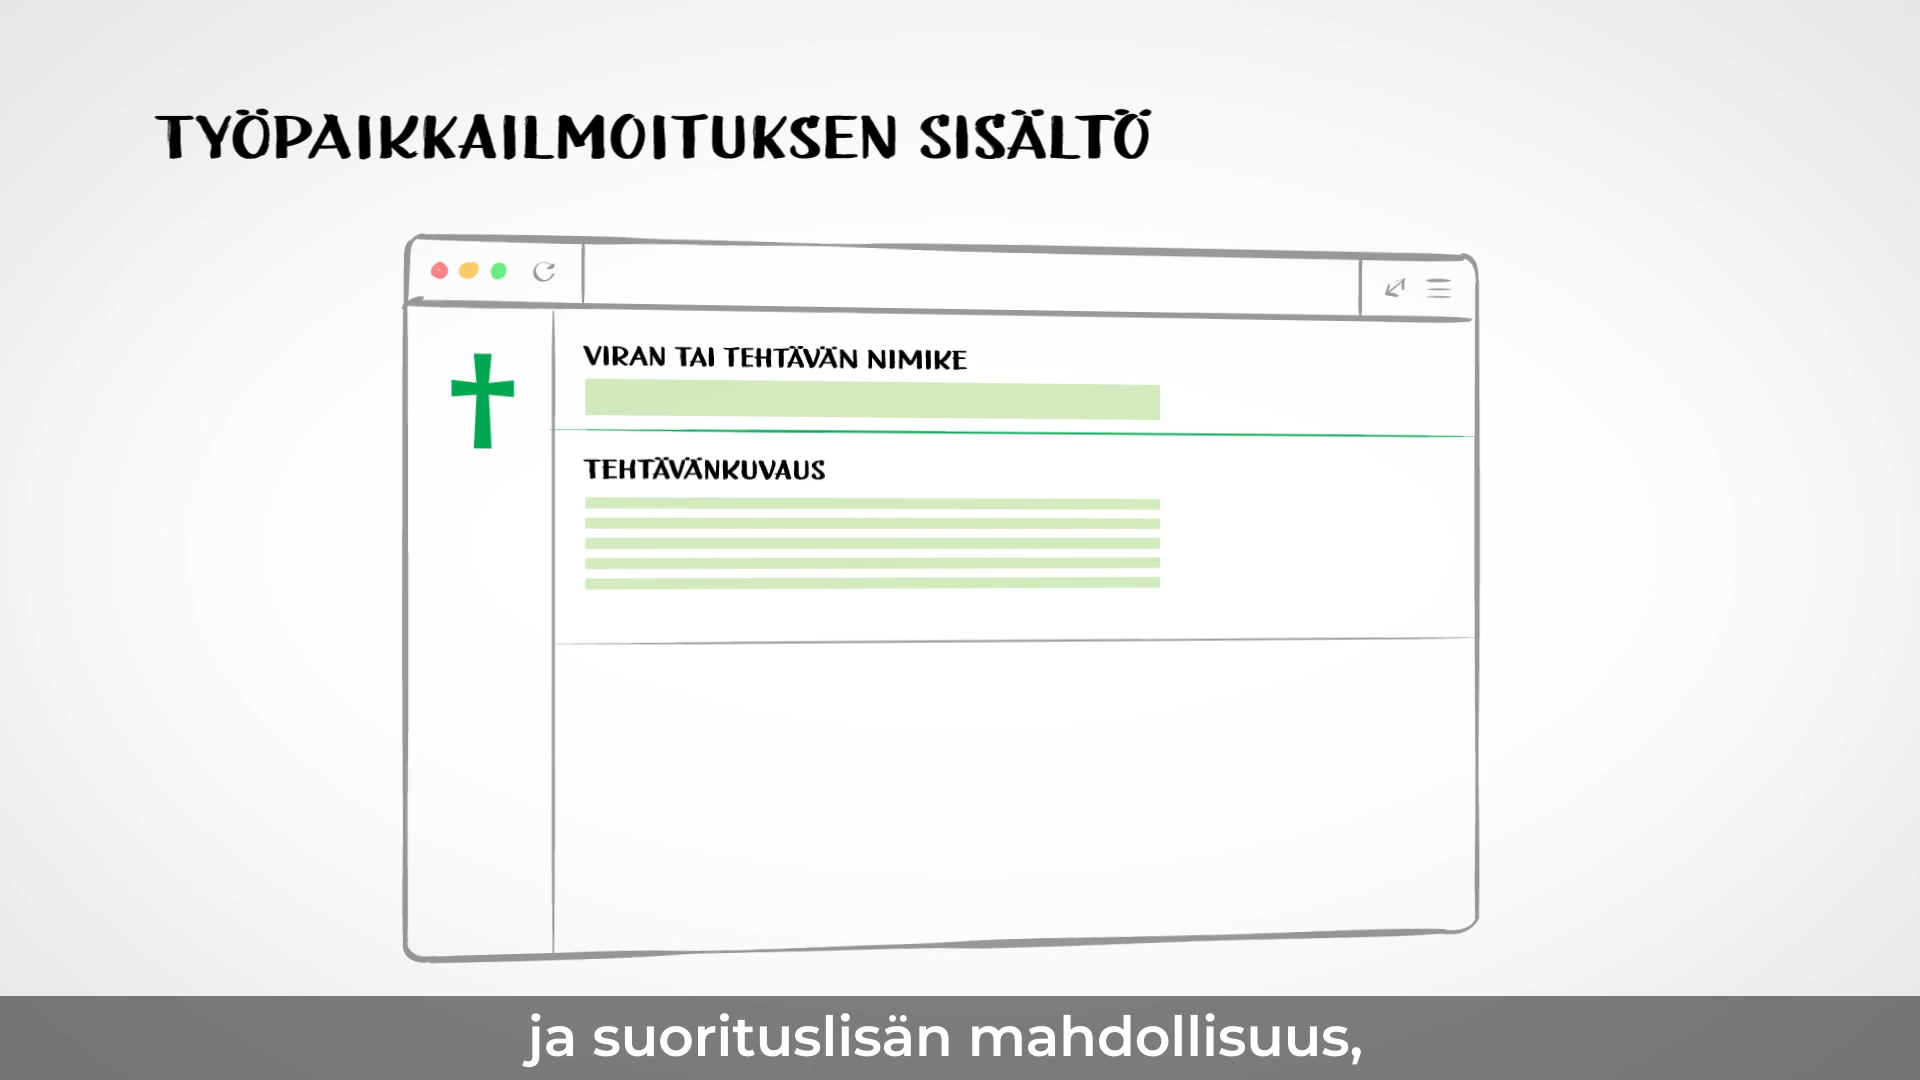 TYÖPAIKKAILMOITUKSEN SISÄLTÖ
VIRAN TAI TEHTÄVÄN NIMIKE
TEHTÄVÄNKUVAUS
ja suorituslisän mahdollisuus,